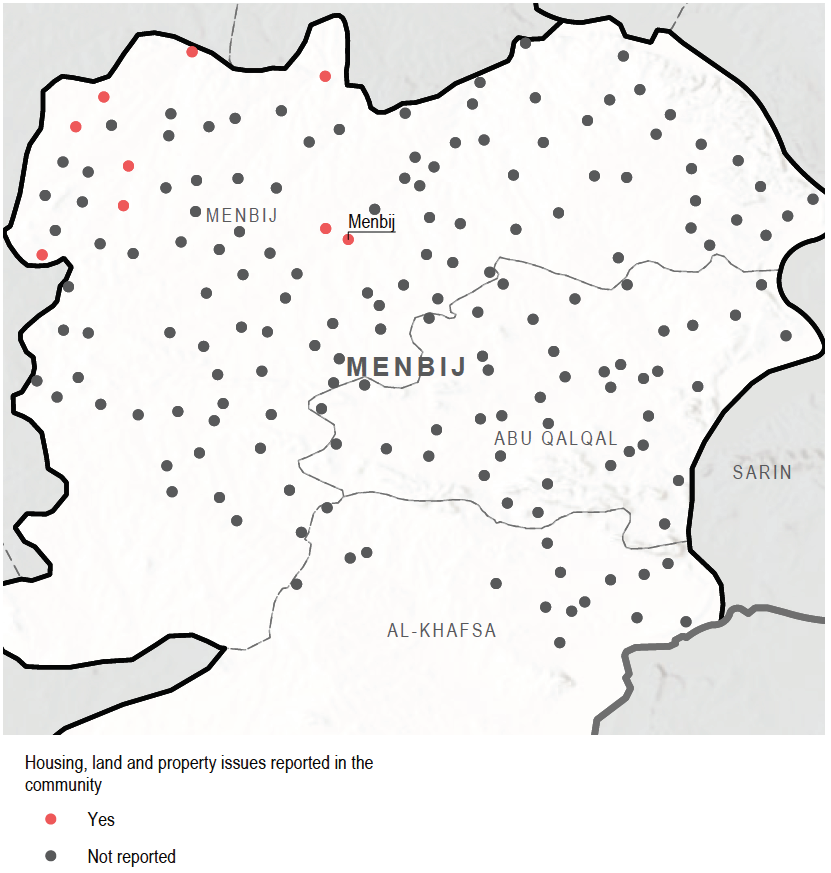 MENBIJ
Menbij
MENBIJ
ABU QALQAL
SARIN
AL-KHAFSA
Housing, land and property issues reported in the
community
Yes
Not reported